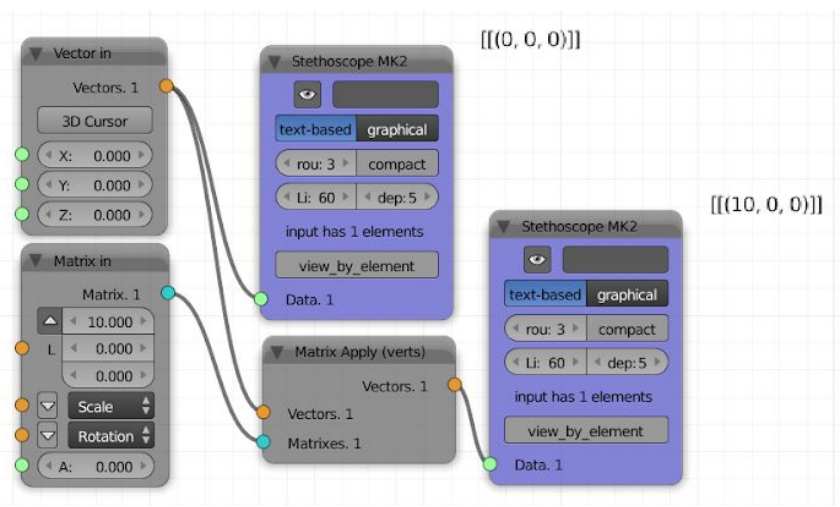 Vector in
Vectors. 1
3D Cursor
X: 0.000
Y: 0.000
Z: 0.000
Matrix in
Matrix. 1
10.000
L 0.000
0.000
Scale
Rotation
A: 0.000
Stethoscope MK2
text-based graphical
rou: 3 compact
Li: 60 dep: 5
input has 1 elements
view_by_element
Data. 1
[[(0, 0, 0)]]
Matrix Apply (verts)
Vectors. 1
Vectors. 1
Matrixes. 1
Stethoscope MK2
text-based graphical
rou: 3 compact
Li: 60 dep: 5
input has 1 elements
view_by_element
Data. 1
[[(10, 0, 0)]]